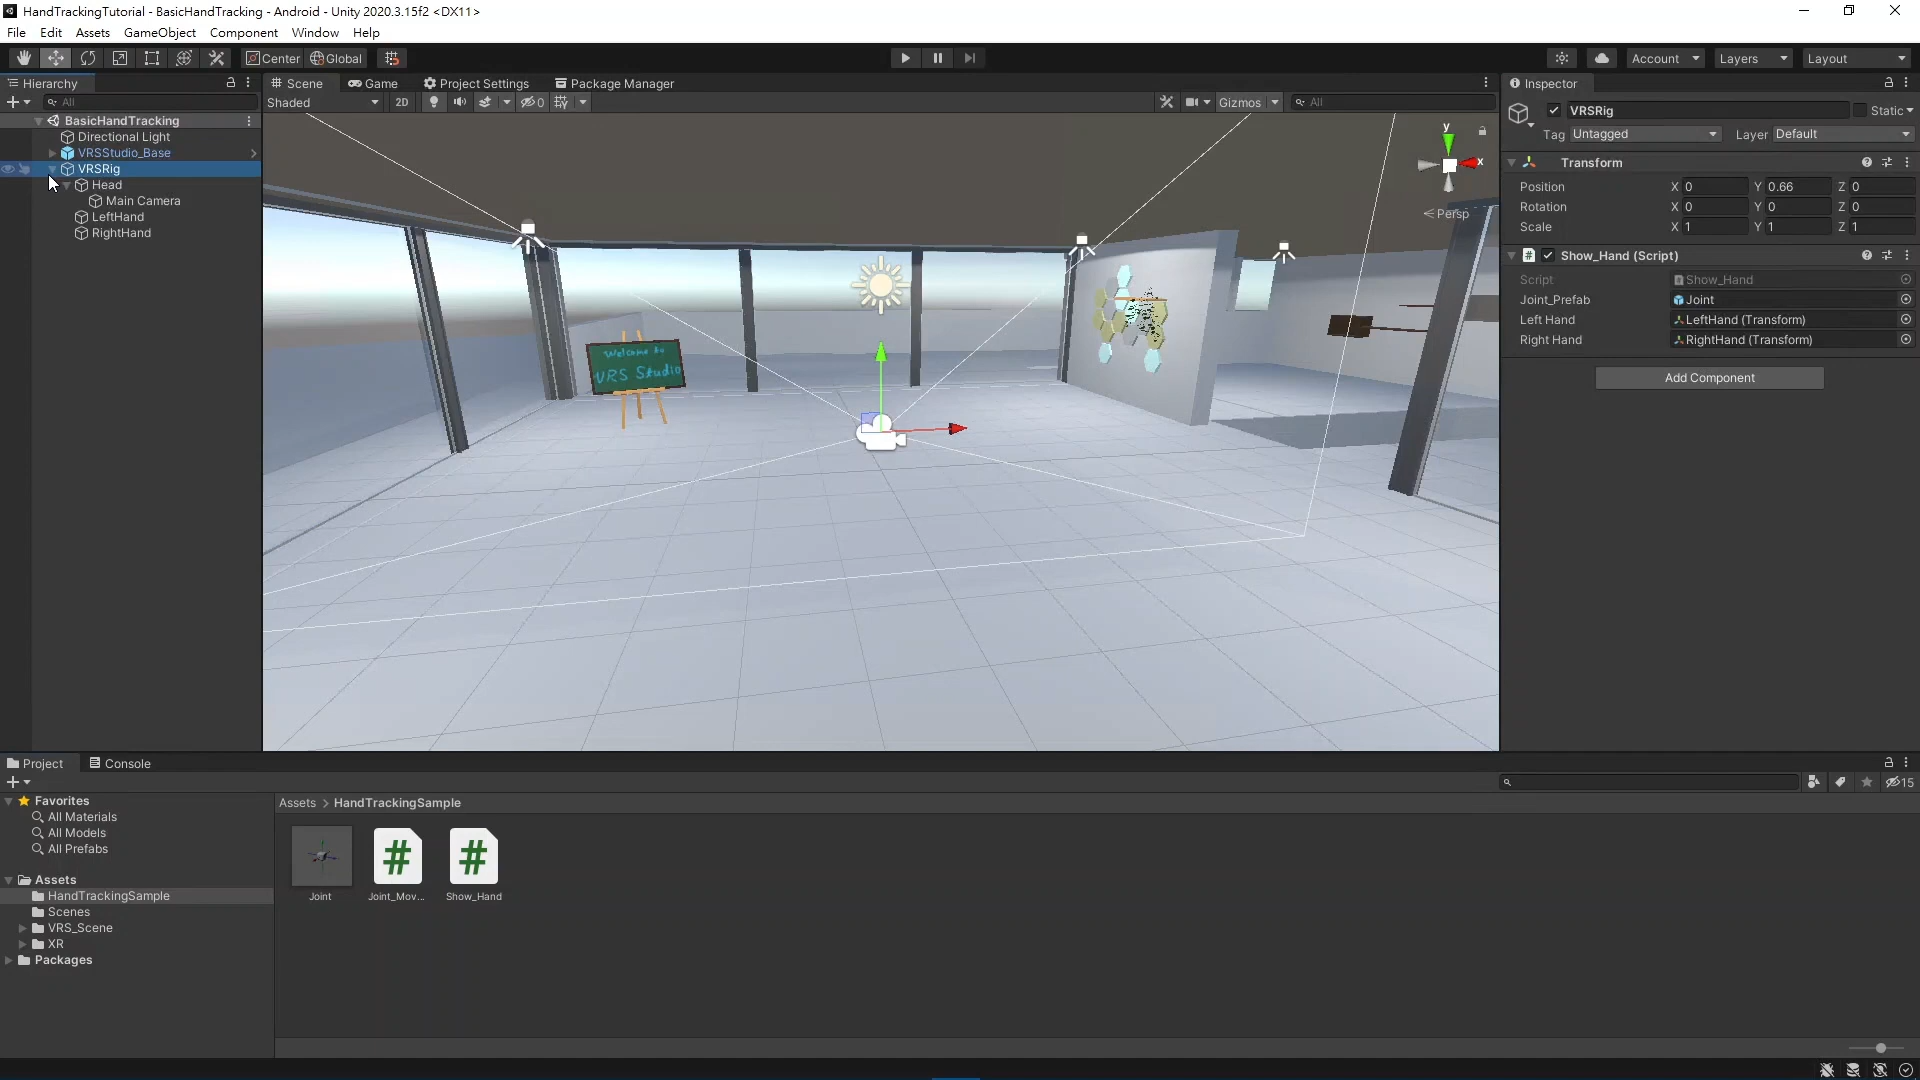 HandTrackingTutorial - BasicHandTracking - Android - Unity 2020.3.15f2 <DX11>
File Edit Assets GameObject Component Window Help
Center Global
Account Layers Layout
Hierarchy
All
BasicHandTracking
Directional Light
VRSStudio_Base
VRSRig
Head
Main Camera
LeftHand
RightHand
Scene Game Project Settings Package Manager
Shaded 2D 0 Gizmos All
y
x
Persp
Welcome to
VRS Studio
Inspector
VRSRig Static
Tag Untagged Layer Default
Transform
Position X 0 Y 0.66 Z 0
Rotation X 0 Y 0 Z 0
Scale X 1 Y 1 Z 1
# Show_Hand (Script)
Script Show_Hand
Joint_Prefab Joint
Left Hand LeftHand (Transform)
Right Hand RightHand (Transform)
Add Component
Project Console
15
Favorites
All Materials
All Models
All Prefabs
Assets
HandTrackingSample
Scenes
VRS_Scene
XR
Packages
Assets > HandTrackingSample
# #
Joint Joint_Mov... Show_Hand